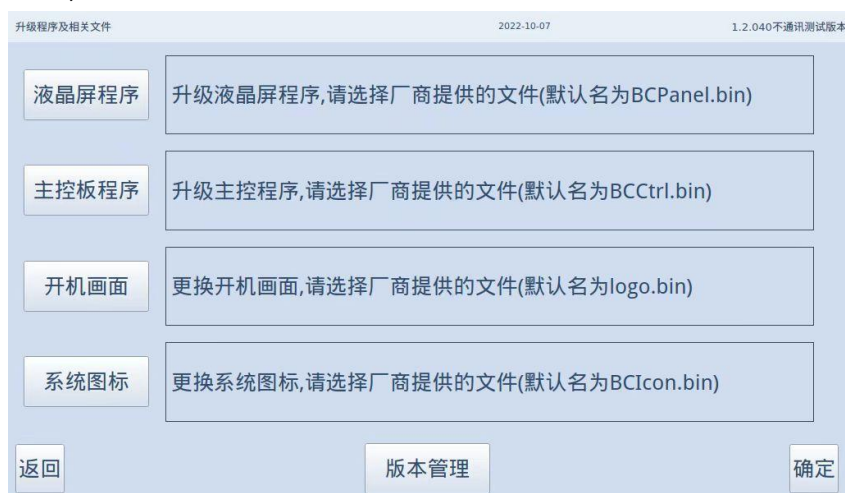 升级程序及相关文件 2022-10-07 1.2.040不通讯测试版本
液晶屏程序 升级液晶屏程序,请选择厂商提供的文件(默认名为BCPanel.bin)
主控板程序 升级主控程序,请选择厂商提供的文件(默认名为BCCtrl.bin)
开机画面 更换开机画面,请选择厂商提供的文件(默认名为logo.bin)
系统图标 更换系统图标,请选择厂商提供的文件(默认名为BCIcon.bin)
返回 版本管理 确定